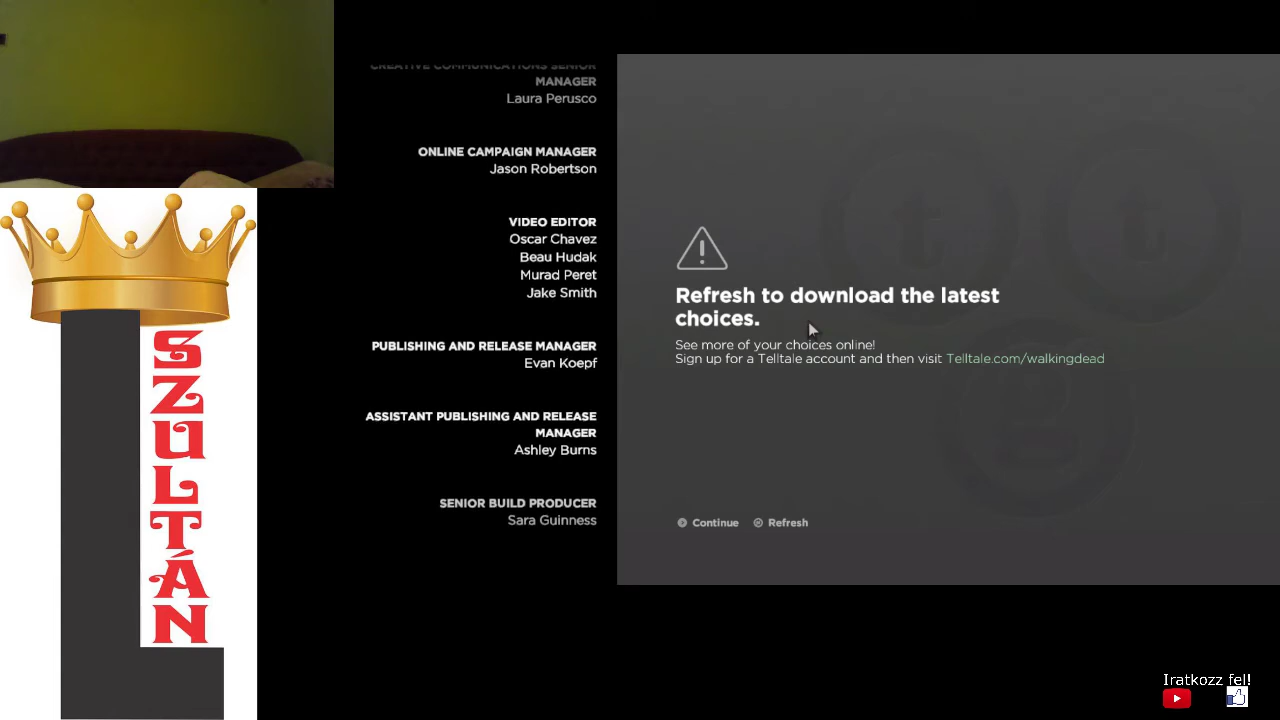 CREATIVE COMMUNICATIONS SENIOR
MANAGER
Laura Perusco
ONLINE CAMPAIGN MANAGER
Jason Robertson
VIDEO EDITOR
Oscar Chavez
Beau Hudak
Murad Peret
Jake Smith
PUBLISHING AND RELEASE MANAGER
Evan Koepf
ASSISTANT PUBLISHING AND RELEASE
MANAGER
Ashley Burns
SENIOR BUILD PRODUCER
Sara Guinness
Refresh to download the latest
choices.
See more of your choices online!
Sign up for a Telltale account and then visit Telltale.com/walkingdead
Continue Refresh
L
SZULTÁN
Iratkozz fel!